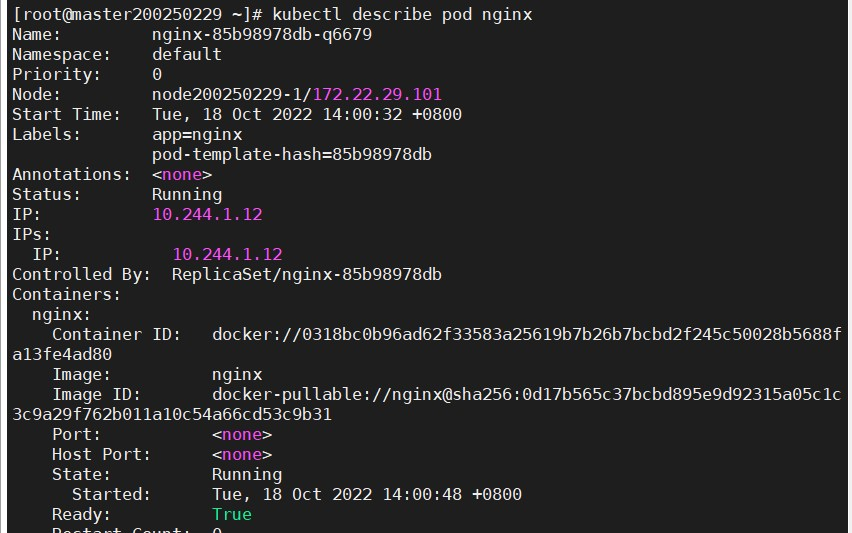 [root@master200250229 ~]# kubectl describe pod nginx
Name:         nginx-85b98978db-q6679
Namespace:    default
Priority:     0
Node:         node200250229-1/172.22.29.101
Start Time:   Tue, 18 Oct 2022 14:00:32 +0800
Labels:       app=nginx
              pod-template-hash=85b98978db
Annotations:  <none>
Status:       Running
IP:           10.244.1.12
IPs:
  IP:           10.244.1.12
Controlled By:  ReplicaSet/nginx-85b98978db
Containers:
  nginx:
    Container ID:   docker://0318bc0b96ad62f33583a25619b7b26b7bcbd2f245c50028b5688f
a13fe4ad80
    Image:          nginx
    Image ID:       docker-pullable://nginx@sha256:0d17b565c37bcbd895e9d92315a05c1c
3c9a29f762b011a10c54a66cd53c9b31
    Port:           <none>
    Host Port:      <none>
    State:          Running
      Started:      Tue, 18 Oct 2022 14:00:48 +0800
    Ready:          True
    Restart Count:  0